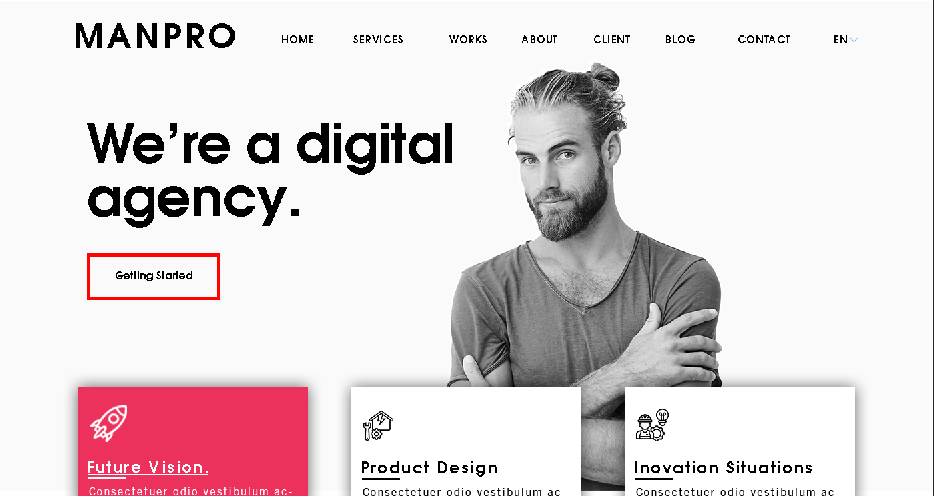 MANPRO
HOME SERVICES WORKS ABOUT CLIENT BLOG CONTACT EN
We're a digital
agency.
Getting Started
Future Vision.
Consectetuer odio vestibulum ac-
Product Design
Consectetuer odio vestibulum ac
Inovation Situations
Consectetuer odio vestibulum ac